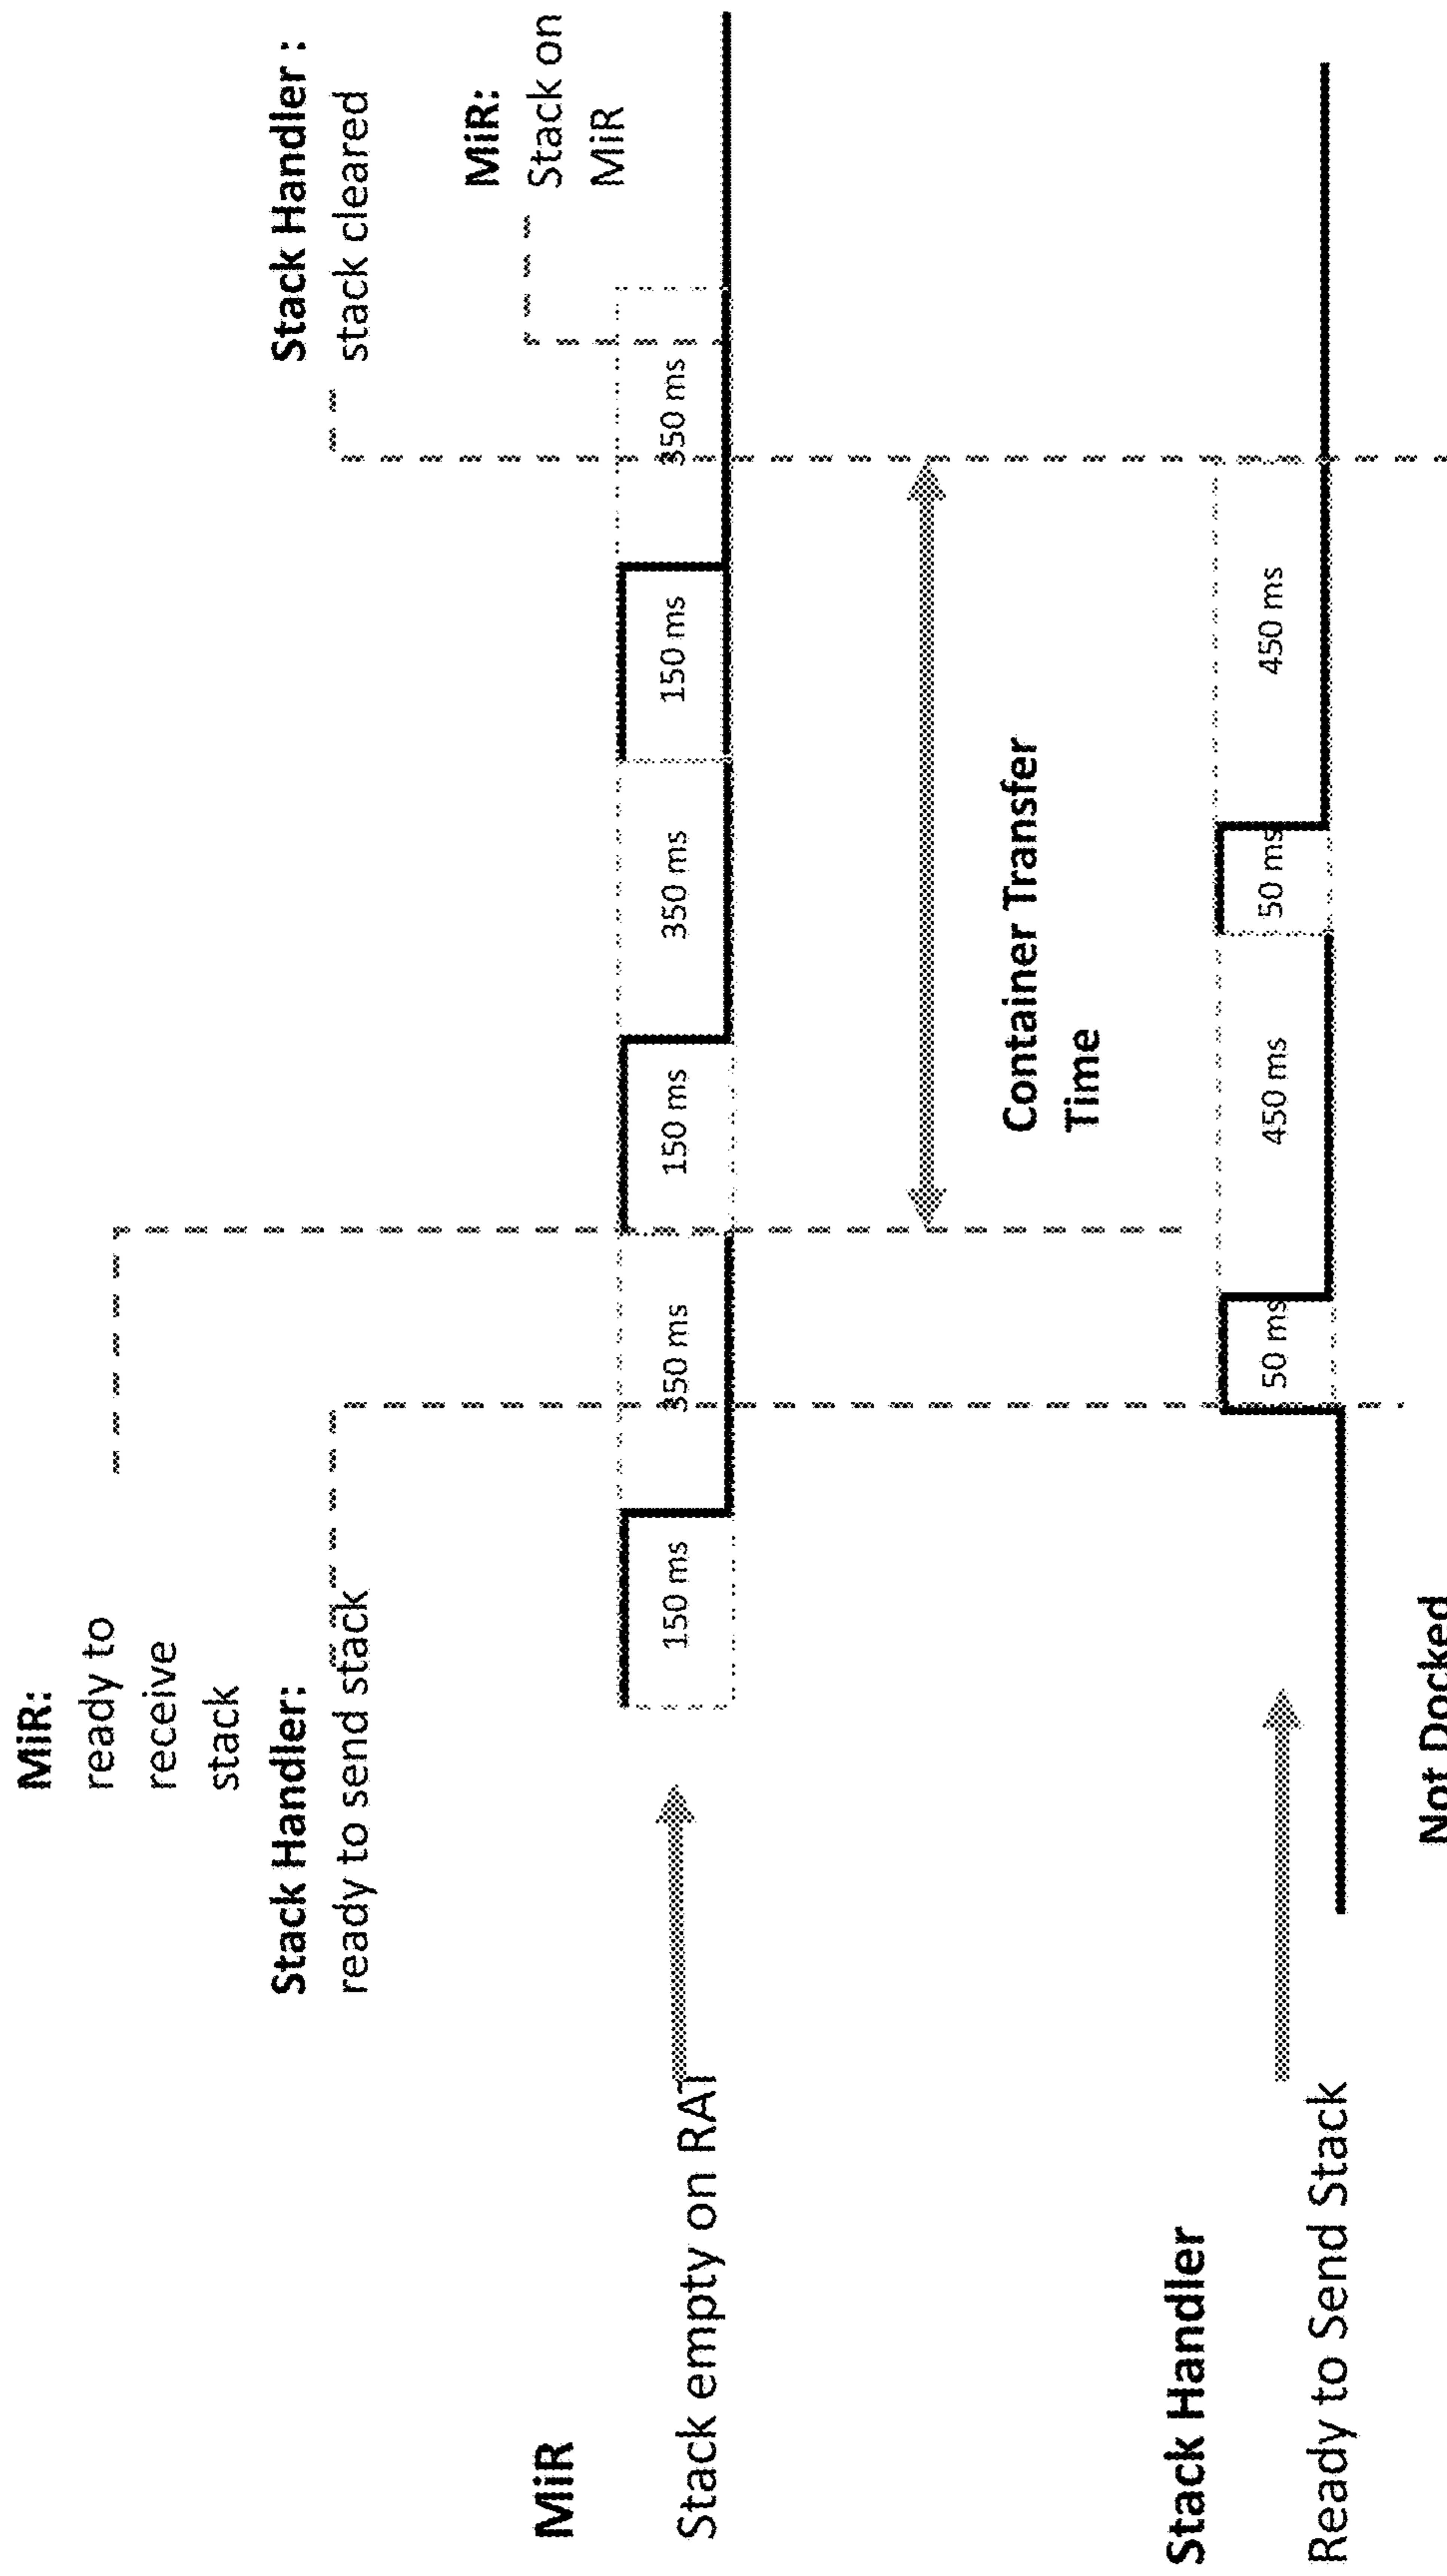 MiR:
ready to
receive
stack
Stack Handler:
ready to send stack
Stack Handler :
stack cleared
MiR:
Stack on
MiR
MiR
Stack empty on RAT
150 ms
350 ms
150 ms
350 ms
150 ms
350 ms
Container Transfer
Time
Stack Handler
Ready to Send Stack
50 ms
450 ms
50 ms
450 ms
Not Docked